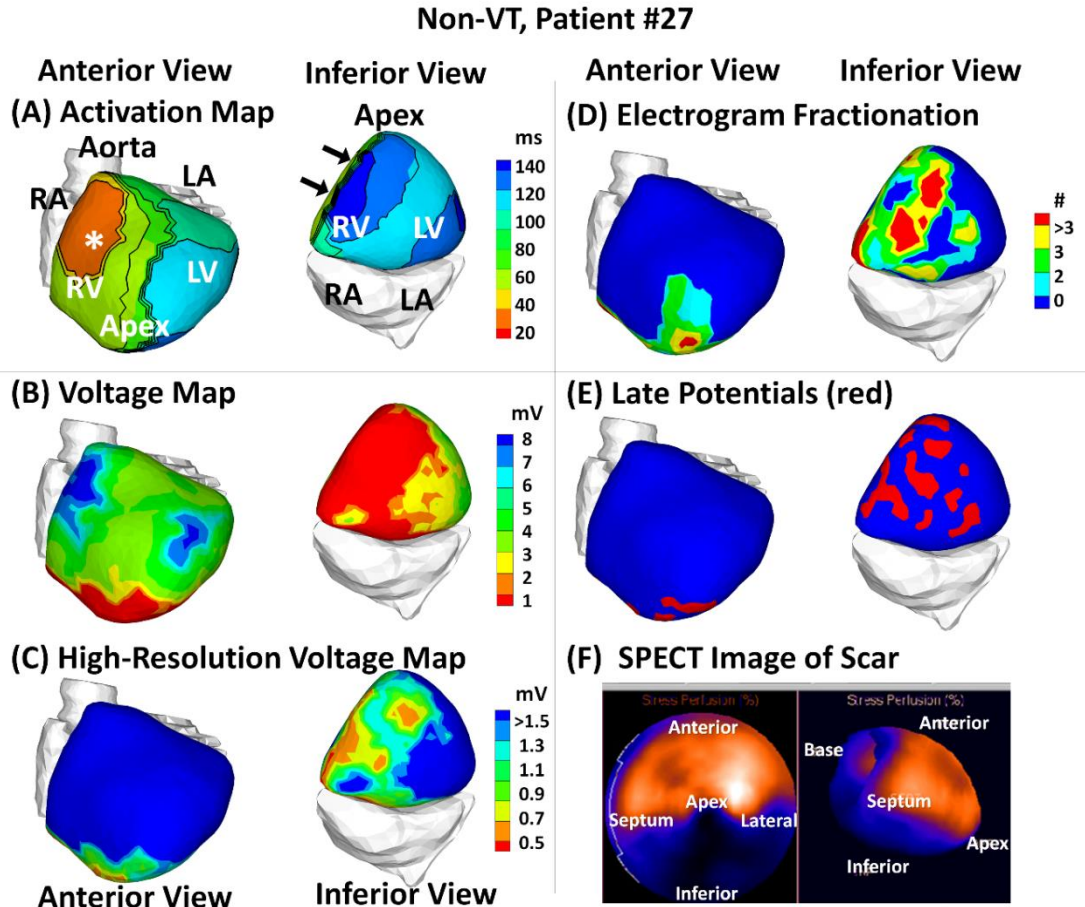 Non-VT, Patient #27
Anterior View
Inferior View
(A) Activation Map
Aorta
RA
LA
*
RV
LV
Apex
Apex
RV
LV
RA
LA
ms
140
120
100
80
60
40
20
(B) Voltage Map
mV
8
7
6
5
4
3
2
1
(C) High-Resolution Voltage Map
mV
>1.5
1.3
1.1
0.9
0.7
0.5
Anterior View
Inferior View
Anterior View
Inferior View
(D) Electrogram Fractionation
#
>3
3
2
0
(E) Late Potentials (red)
(F) SPECT Image of Scar
Stress Perfusion (%)
Anterior
Septum
Apex
Lateral
Inferior
Stress Perfusion (%)
Anterior
Base
Septum
Apex
Inferior